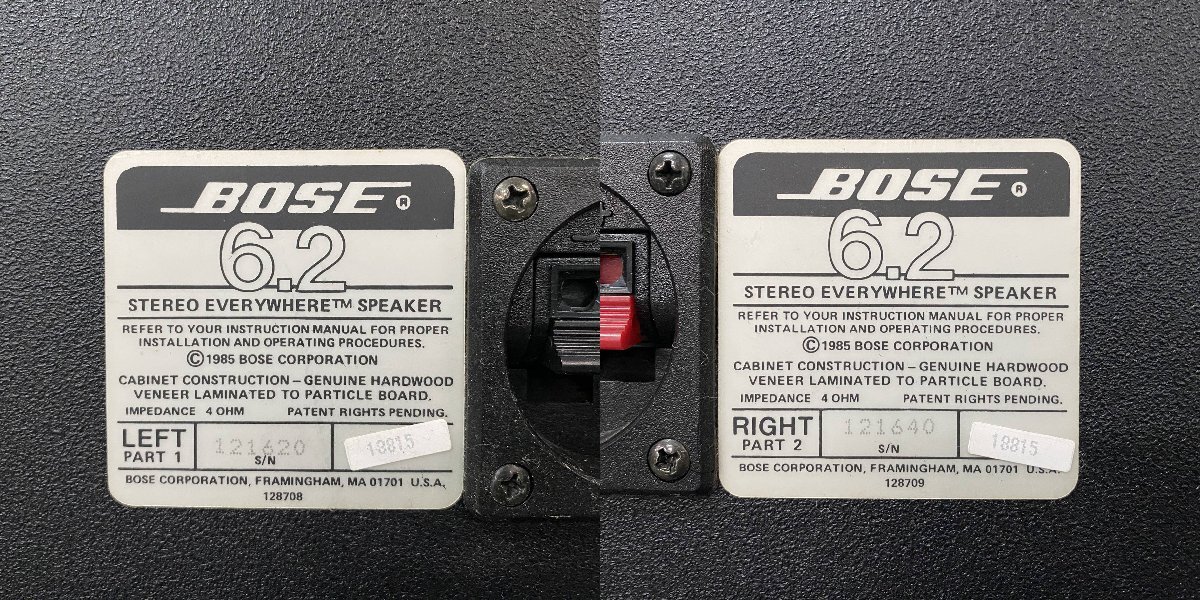 BOSE ®
6.2
STEREO EVERYWHERE™ SPEAKER
REFER TO YOUR INSTRUCTION MANUAL FOR PROPER
INSTALLATION AND OPERATING PROCEDURES.
©1985 BOSE CORPORATION
CABINET CONSTRUCTION – GENUINE HARDWOOD
VENEER LAMINATED TO PARTICLE BOARD.
IMPEDANCE 4 OHM PATENT RIGHTS PENDING.
LEFT
PART 1
121620
S/N
18815
BOSE CORPORATION, FRAMINGHAM, MA 01701 U.S.A.
128708
BOSE ®
6.2
STEREO EVERYWHERE™ SPEAKER
REFER TO YOUR INSTRUCTION MANUAL FOR PROPER
INSTALLATION AND OPERATING PROCEDURES.
©1985 BOSE CORPORATION
CABINET CONSTRUCTION – GENUINE HARDWOOD
VENEER LAMINATED TO PARTICLE BOARD.
IMPEDANCE 4 OHM PATENT RIGHTS PENDING.
RIGHT
PART 2
121640
S/N
18815
BOSE CORPORATION, FRAMINGHAM, MA 01701 U.S.A.
128709